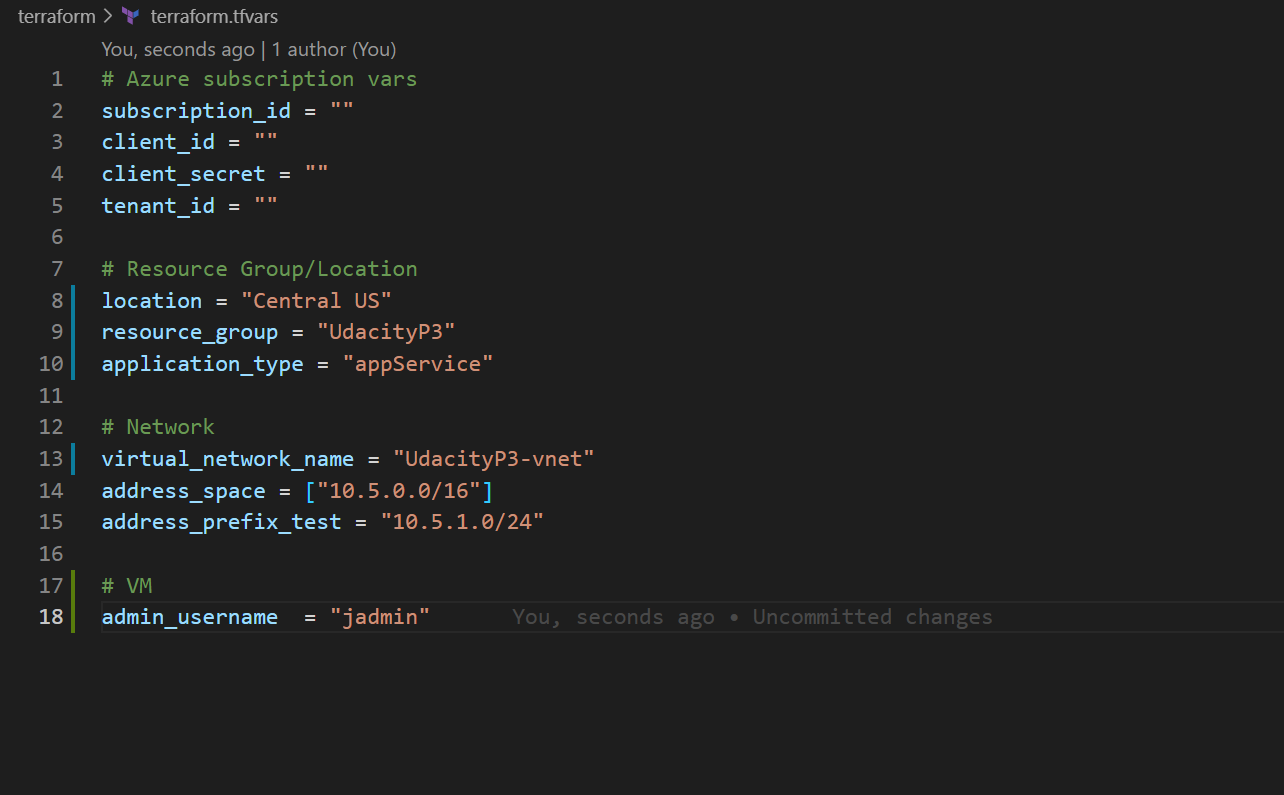 terraform > terraform.tfvars
You, seconds ago | 1 author (You)
1 # Azure subscription vars
2 subscription_id = ""
3 client_id = ""
4 client_secret = ""
5 tenant_id = ""
6
7 # Resource Group/Location
8 location = "Central US"
9 resource_group = "UdacityP3"
10 application_type = "appService"
11
12 # Network
13 virtual_network_name = "UdacityP3-vnet"
14 address_space = ["10.5.0.0/16"]
15 address_prefix_test = "10.5.1.0/24"
16
17 # VM
18 admin_username  = "jadmin" You, seconds ago • Uncommitted changes